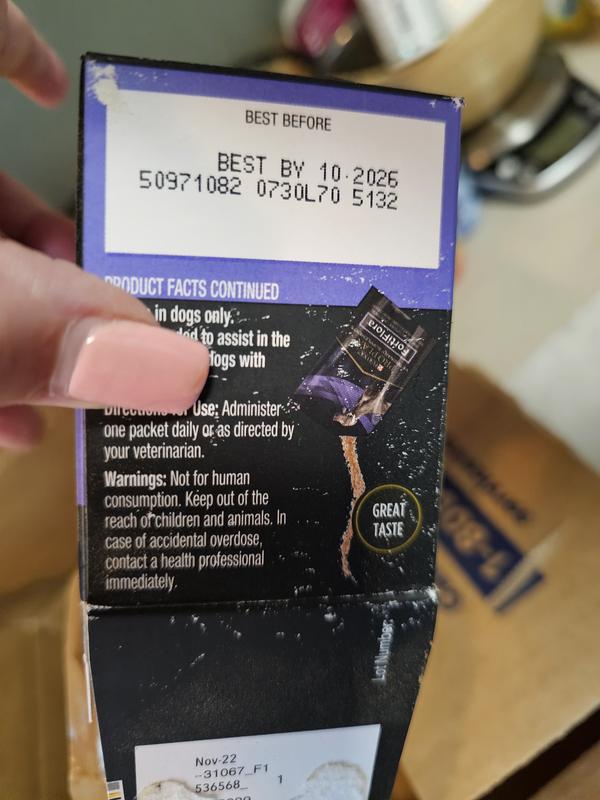 BEST BEFORE
BEST BY 10·2026
50971082 0730L70 5132
PRODUCT FACTS CONTINUED
in dogs only.
to assist in the
dogs with
Directions for Use: Administer
one packet daily or as directed by
your veterinarian.
Warnings: Not for human
consumption. Keep out of the
reach of children and animals. In
case of accidental overdose,
contact a health professional
immediately.
FortiFlora
GREAT
TASTE
Lot Number
Nov-22
-31067_F1
1
536568_